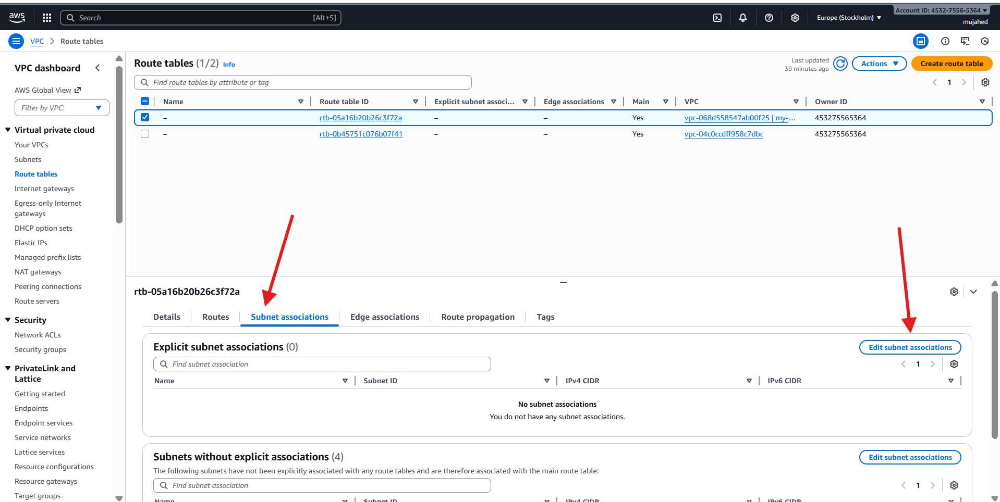 aws
Search [Alt+S]
Europe (Stockholm)
Account ID: 4532-7556-5364
mujahed
VPC Route tables
VPC dashboard
AWS Global View
Filter by VPC:
Virtual private cloud
Your VPCs
Subnets
Route tables
Internet gateways
Egress-only Internet
gateways
DHCP option sets
Elastic IPs
Managed prefix lists
NAT gateways
Peering connections
Route servers
Security
Network ACLs
Security groups
PrivateLink and
Lattice
Getting started
Endpoints
Endpoint services
Service networks
Lattice services
Resource configurations
Resource gateways
Target groups
Route tables (1/2) Info
Last updated
39 minutes ago
Actions
Create route table
Find route tables by attribute or tag
1
Name Route table ID Explicit subnet associ... Edge associations Main VPC Owner ID
– rtb-05a16b20b26c3f72a – – Yes vpc-068d558547ab00f25 | my-... 453275565364
– rtb-0b45751c076b07f41 – – Yes vpc-04c0ccdff958c7dbc 453275565364
rtb-05a16b20b26c3f72a
Details Routes Subnet associations Edge associations Route propagation Tags
Explicit subnet associations (0)
Edit subnet associations
Find subnet association
1
Name Subnet ID IPv4 CIDR IPv6 CIDR
No subnet associations
You do not have any subnet associations.
Subnets without explicit associations (4)
Edit subnet associations
The following subnets have not been explicitly associated with any route tables and are therefore associated with the main route table:
Find subnet association
1
Name Subnet ID IPv4 CIDR IPv6 CIDR